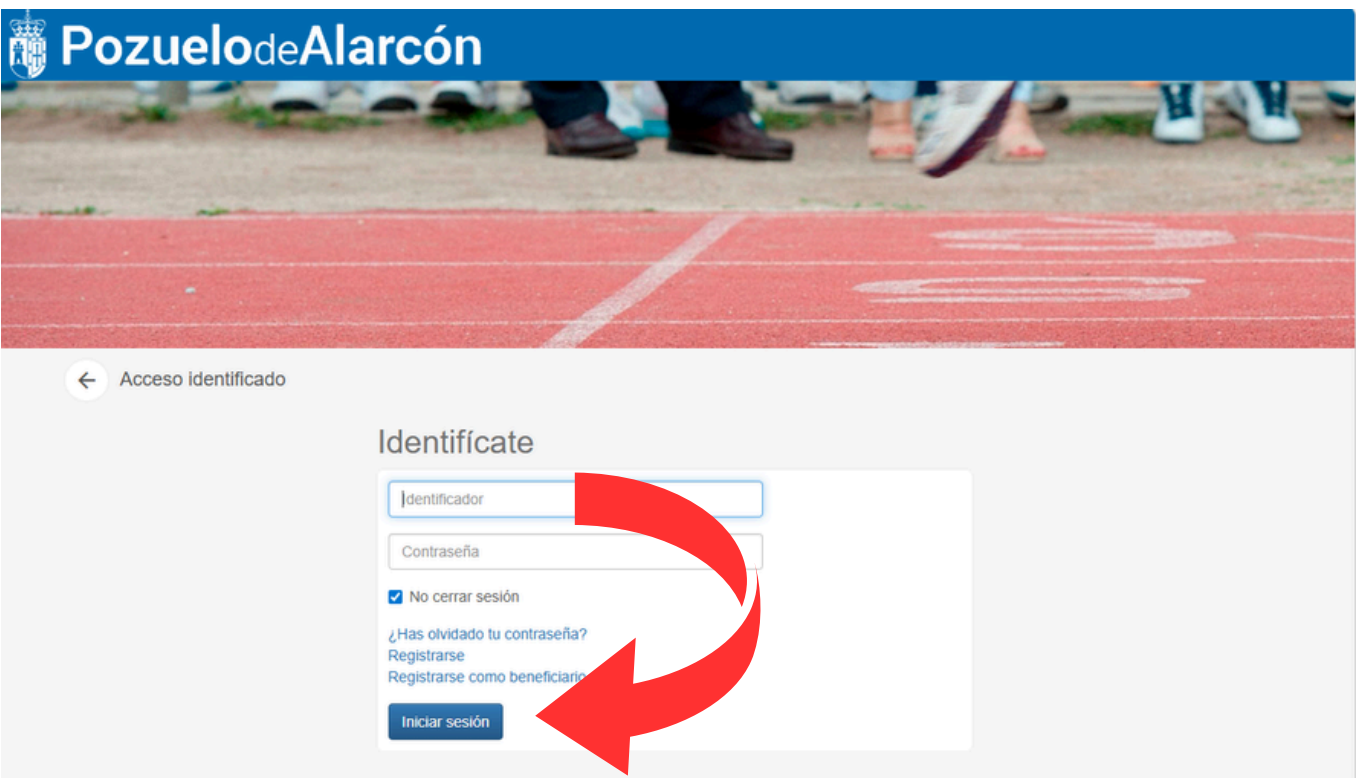 PozuelodeAlarcón
Acceso identificado
Identifícate
Identificador
Contraseña
No cerrar sesión
¿Has olvidado tu contraseña?
Registrarse
Registrarse como beneficiario
Iniciar sesión